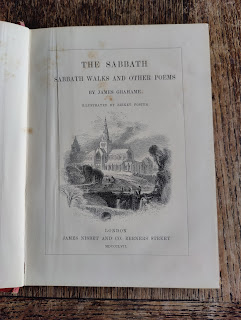 THE SABBATH
SABBATH WALKS AND OTHER POEMS
BY JAMES GRAHAME,
ILLUSTRATED BY BIRKET FOSTER.
LONDON
JAMES NISBET AND CO. BERNERS STREET